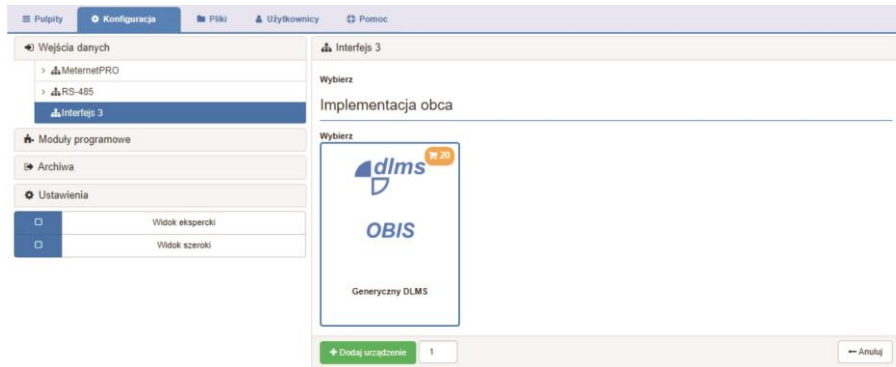 Pulpity Konfiguracja Pliki Użytkownicy Pomoc
Wejścia danych
MeternetPRO
RS-485
Interfejs 3
Moduły programowe
Archiwa
Ustawienia
Widok ekspercki
Widok szeroki
Interfejs 3
Wybierz
Implementacja obca
Wybierz
20
dlms
OBIS
Generyczny DLMS
+ Dodaj urządzenie 1
Anuluj